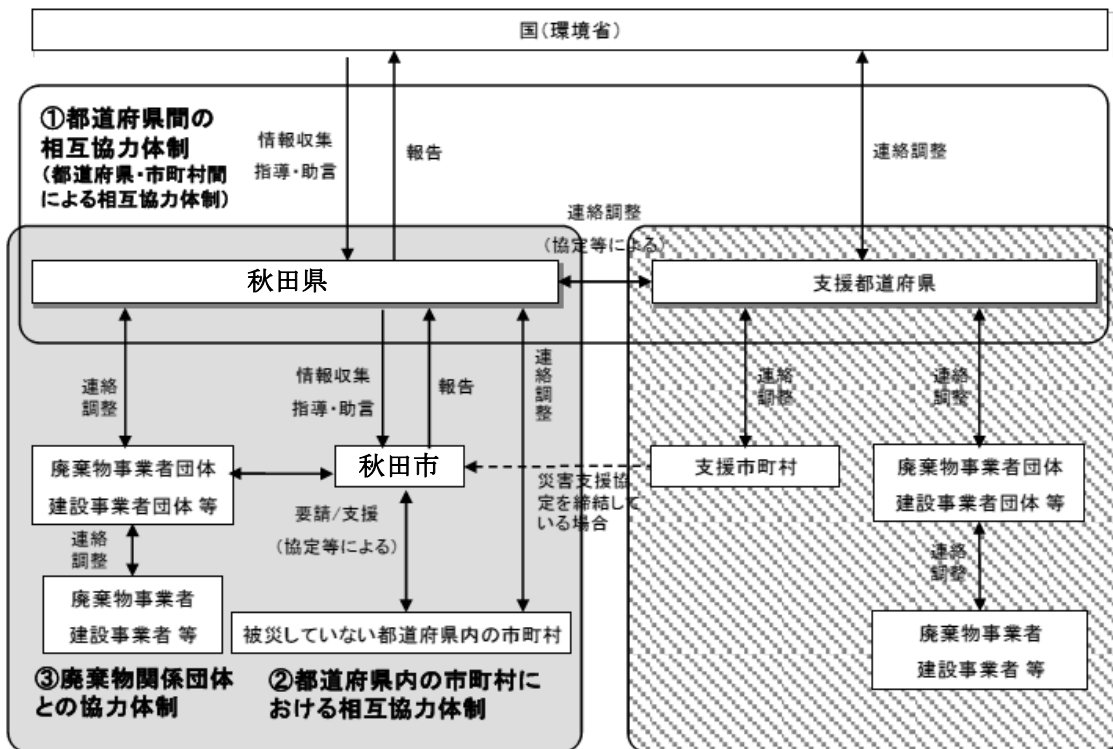 国(環境省)
①都道府県間の
相互協力体制
(都道府県・市町村間
による相互協力体制)
情報収集
指導・助言
報告
連絡調整
連絡調整
(協定等による)
秋田県
支援都道府県
連絡
調整
情報収集
指導・助言
報告
連絡調整
連絡
調整
連絡
調整
廃棄物事業者団体
建設事業者団体 等
秋田市
支援市町村
廃棄物事業者団体
建設事業者団体 等
災害支援協
定を締結して
いる場合
要請/支援
(協定等による)
連絡
調整
連絡
調整
廃棄物事業者
建設事業者 等
被災していない都道府県内の市町村
廃棄物事業者
建設事業者 等
③廃棄物関係団体
との協力体制
②都道府県内の市町村に
おける相互協力体制